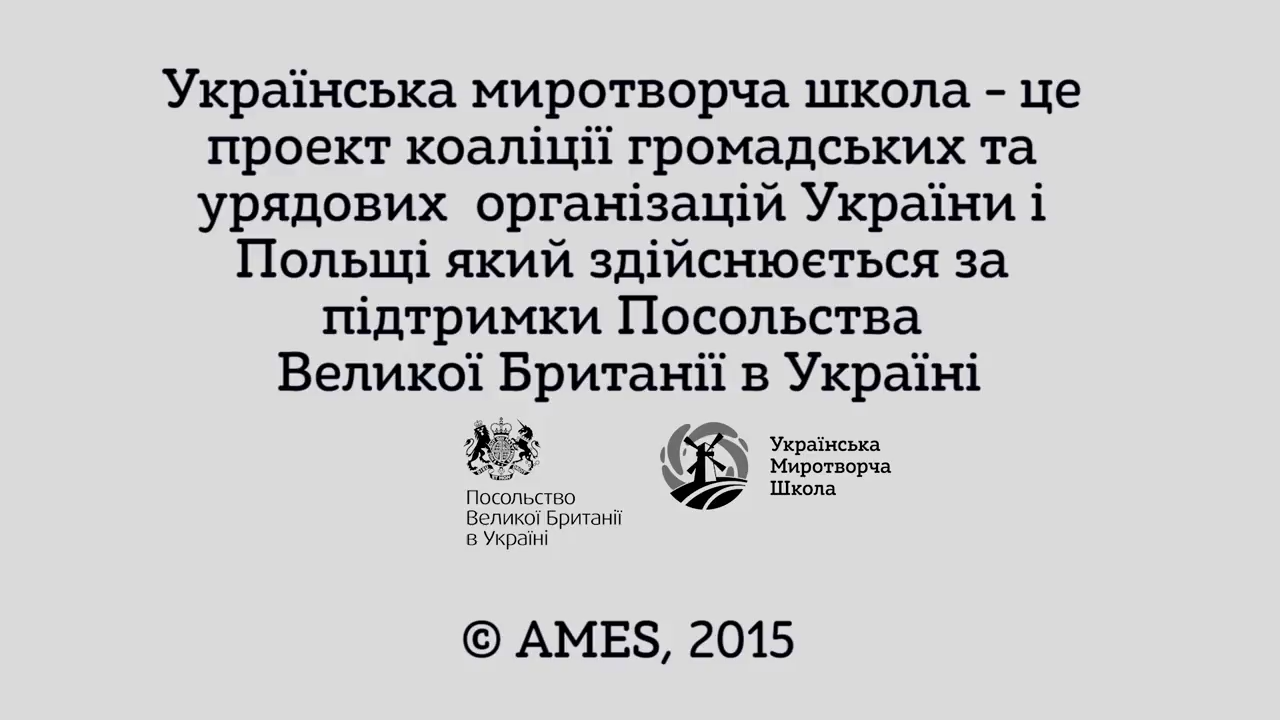 Українська миротворча школа – це
проект коаліції громадських та
урядових організацій України і
Польщі який здійснюється за
підтримки Посольства
Великої Британії в Україні
Посольство
Великої Британії
в Україні
Українська
Миротворча
Школа
© AMES, 2015